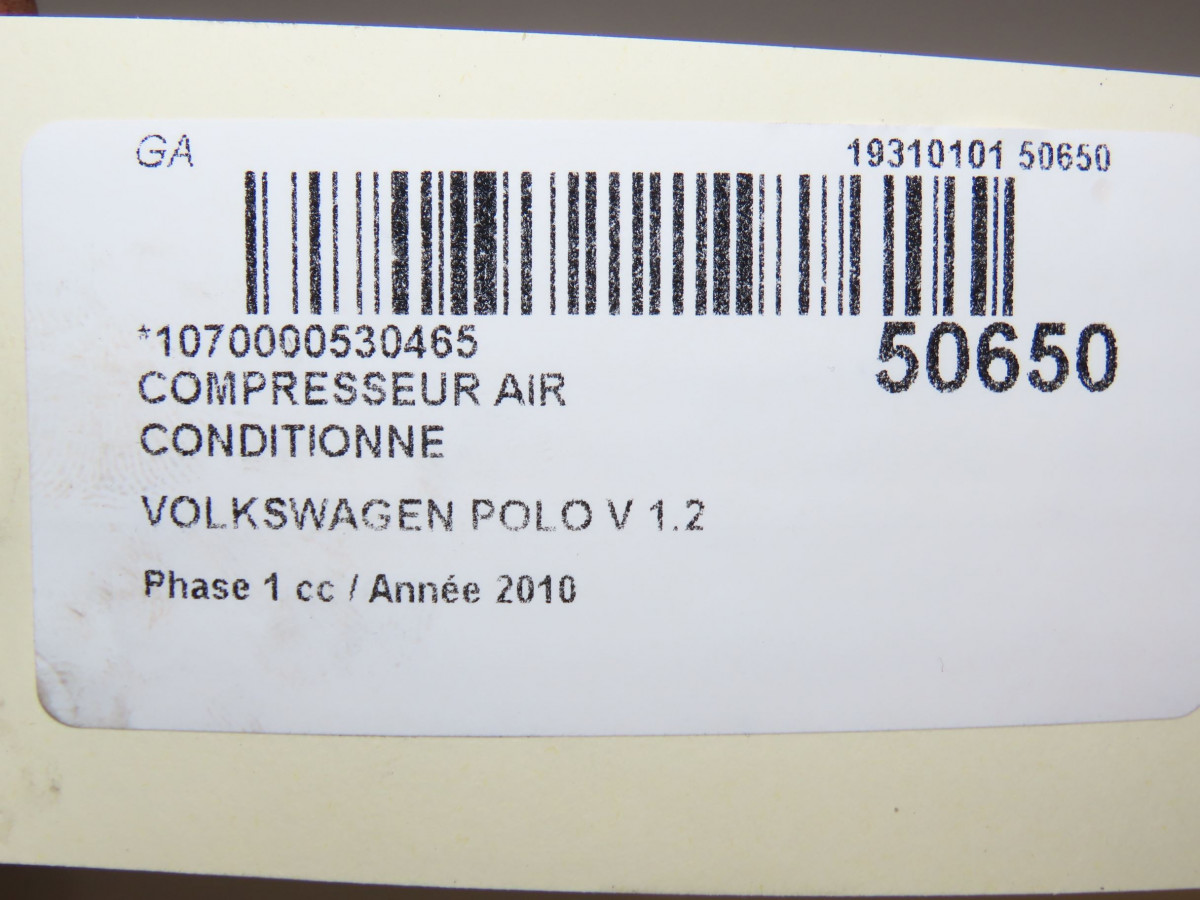 GA
19310101 50650
*1070000530465
50650
COMPRESSEUR AIR
CONDITIONNE
VOLKSWAGEN POLO V 1.2
Phase 1 cc / Année 2010